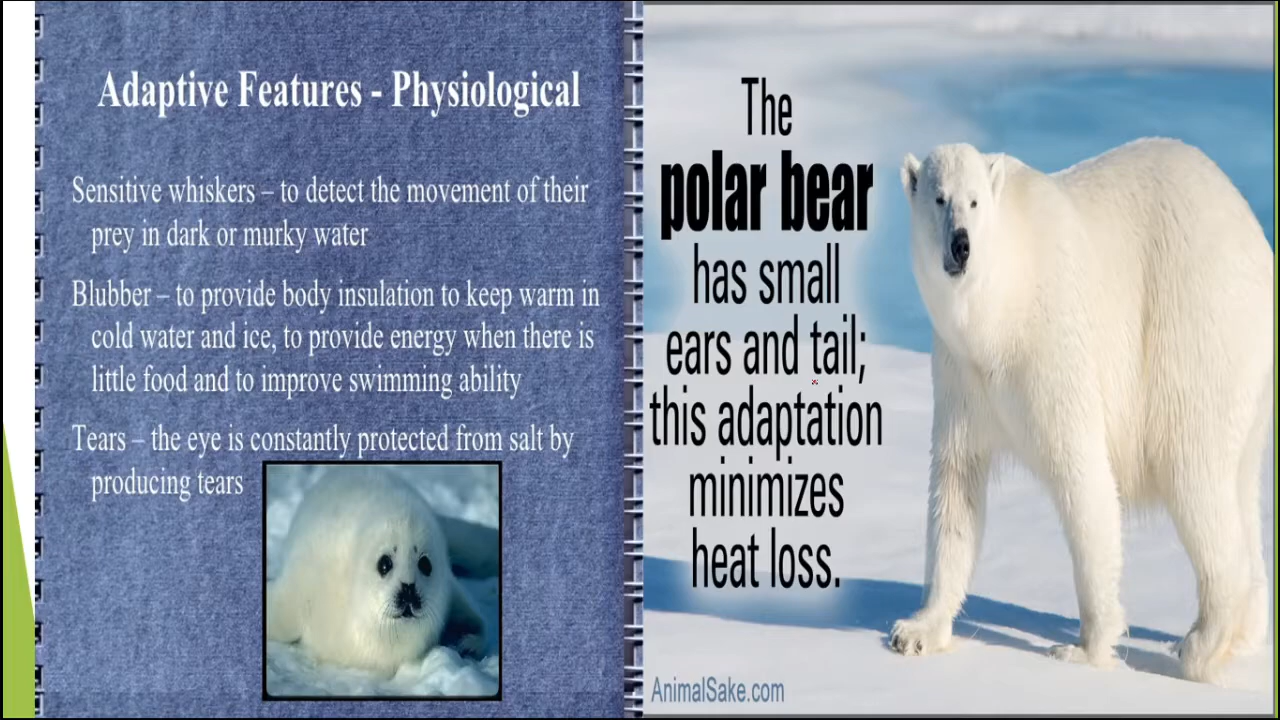 Adaptive Features - Physiological
Sensitive whiskers – to detect the movement of their
prey in dark or murky water
Blubber – to provide body insulation to keep warm in
cold water and ice, to provide energy when there is
little food and to improve swimming ability
Tears – the eye is constantly protected from salt by
producing tears
The
polar bear
has small
ears and tail;
this adaptation
minimizes
heat loss.
AnimalSake.com